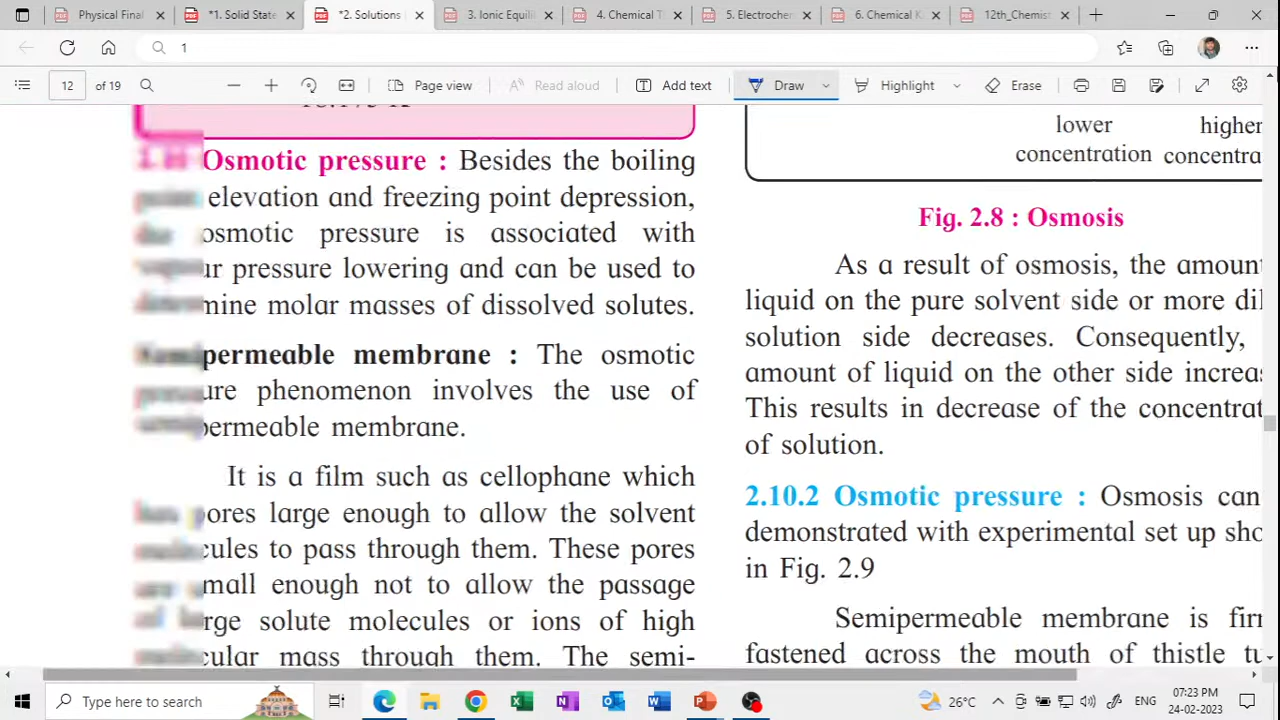 Physical Final
*1. Solid State
*2. Solutions
3. Ionic Equili
4. Chemical T
5. Electrochem
6. Chemical K
12th_Chemist
1
12 of 19
Page view
Read aloud
Add text
Draw
Highlight
Erase
Osmotic pressure : Besides the boiling
elevation and freezing point depression,
osmotic pressure is associated with
ur pressure lowering and can be used to
mine molar masses of dissolved solutes.
permeable membrane : The osmotic
ure phenomenon involves the use of
permeable membrane.
It is a film such as cellophane which
pores large enough to allow the solvent
cules to pass through them. These pores
mall enough not to allow the passage
rge solute molecules or ions of high
cular mass through them. The semi-
lower higher
concentration concentra
Fig. 2.8 : Osmosis
As a result of osmosis, the amount
liquid on the pure solvent side or more dil
solution side decreases. Consequently,
amount of liquid on the other side increas
This results in decrease of the concentrat
of solution.
2.10.2 Osmotic pressure : Osmosis can
demonstrated with experimental set up sho
in Fig. 2.9
Semipermeable membrane is firm
fastened across the mouth of thistle tu
Type here to search
26°C
ENG
07:23 PM
24-02-2023